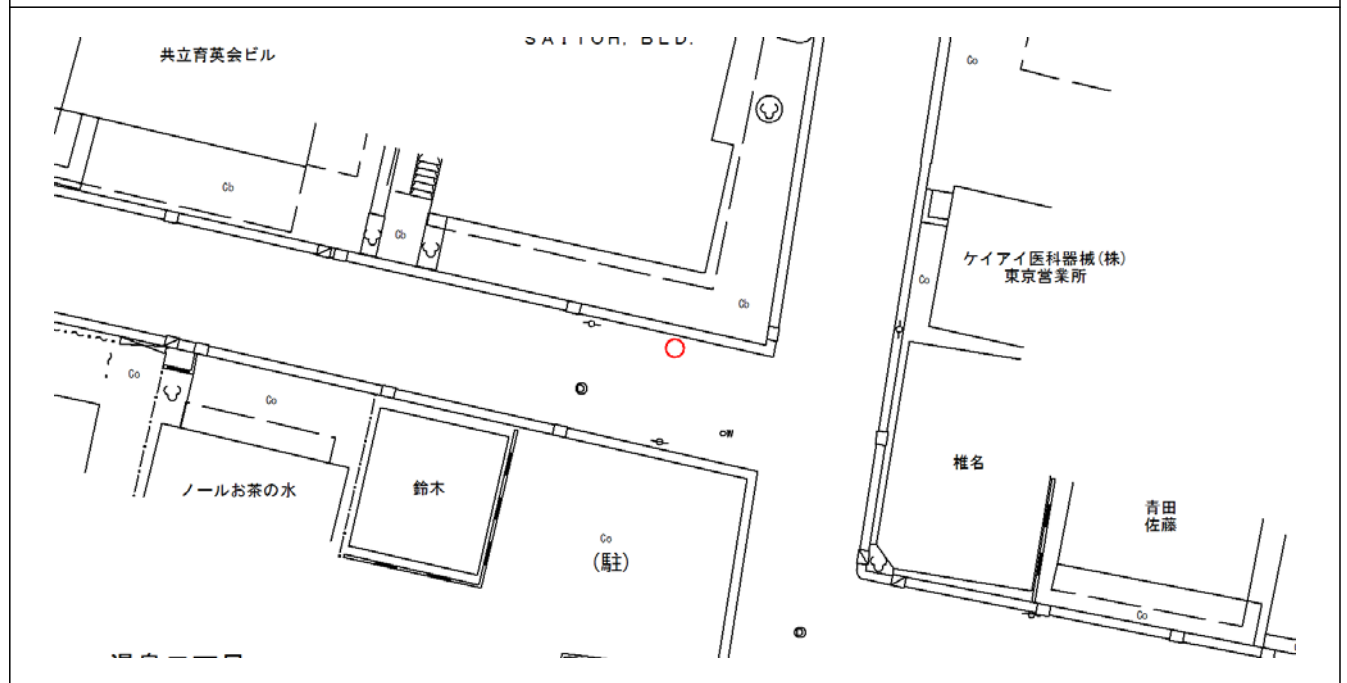 共立育英会ビル
SAITOH, BLD.
Co
Cb
Cb
ケイアイ医科器械(株)
東京営業所
Co
Cb
Co
Co
W
ノールお茶の水
鈴木
椎名
青田
佐藤
Co
(駐)
Co